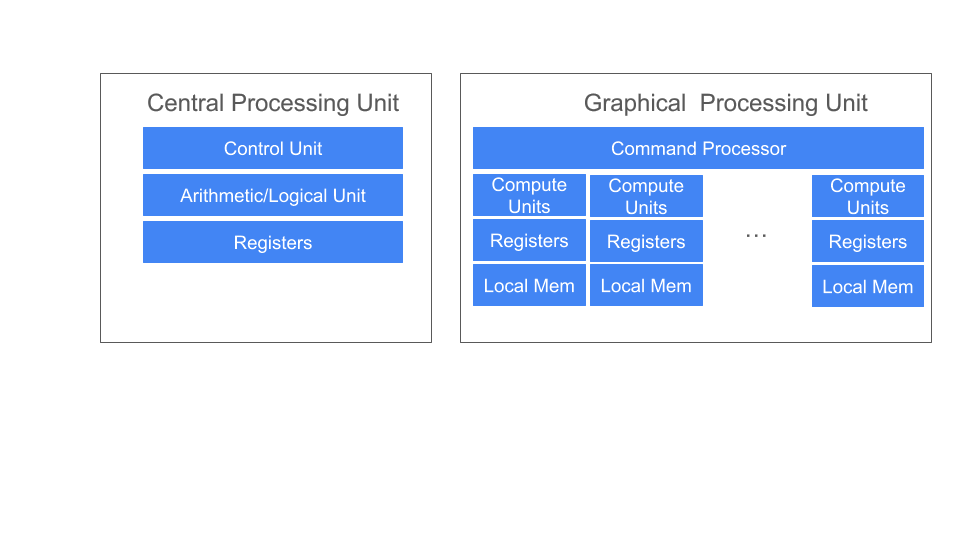 Central Processing Unit
Control Unit
Arithmetic/Logical Unit
Registers
Graphical  Processing Unit
Command Processor
Compute
Units
Registers
Local Mem
Compute
Units
Registers
Local Mem
...
Compute
Units
Registers
Local Mem